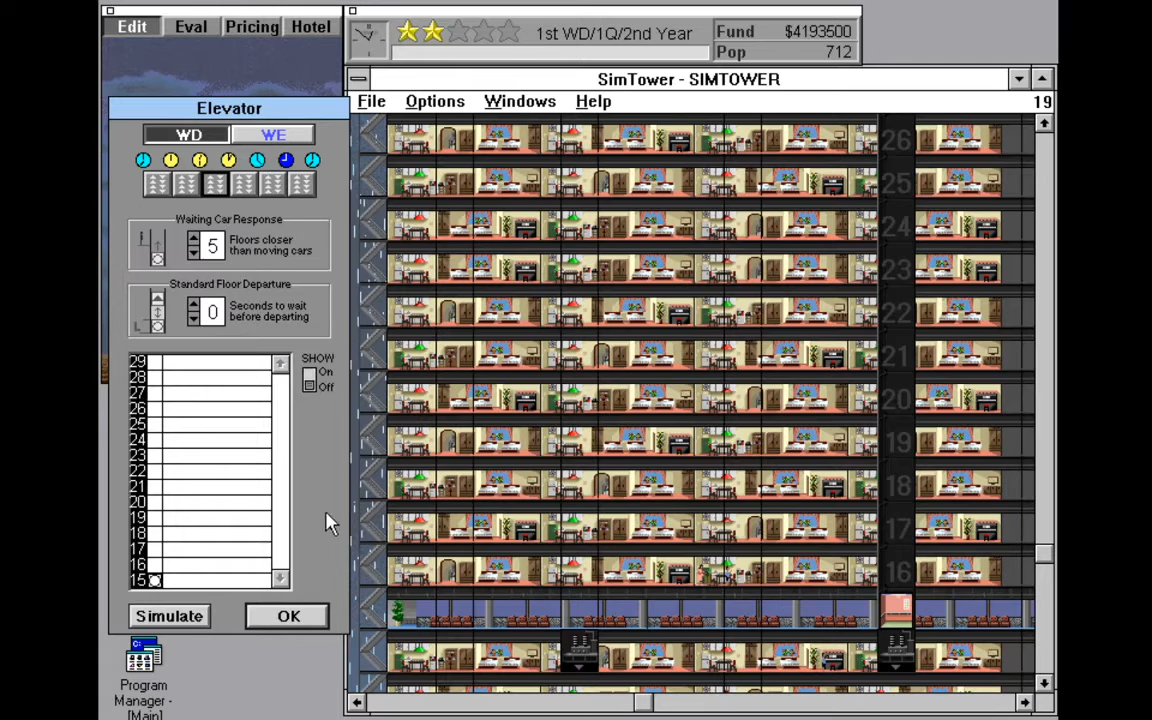 Edit Eval Pricing Hotel
1st WD/1Q/2nd Year
Fund $4193500
Pop 712
SimTower - SIMTOWER
File Options Windows Help 19
Elevator
WD WE
Waiting Car Response
5 Floors closer
than moving cars
Standard Floor Departure
0 Seconds to wait
before departing
SHOW
On
Off
29
28
27
26
25
24
23
22
21
20
19
18
17
16
15
Simulate OK
26
25
24
23
22
21
20
19
18
17
16
Program
Manager -
[Main]